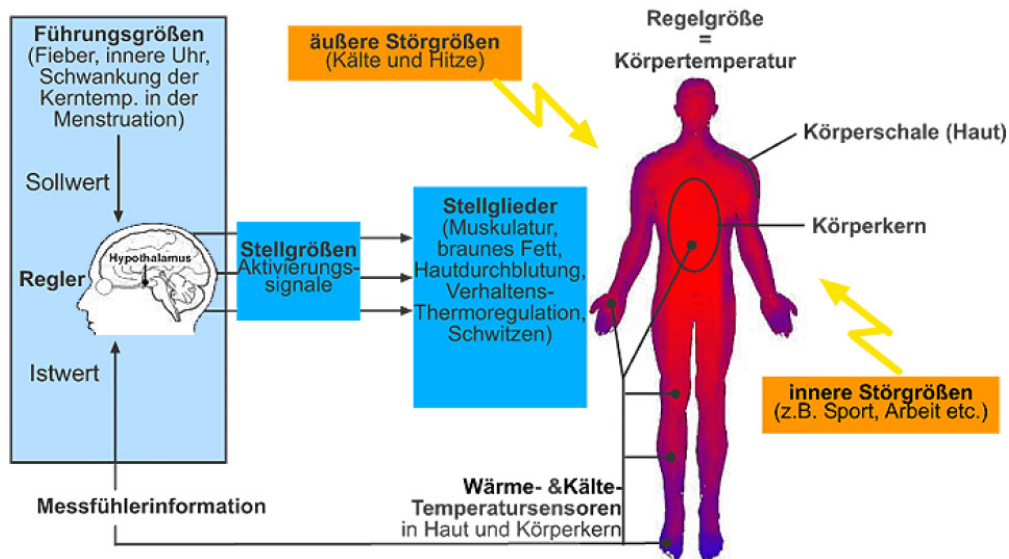 Führungsgrößen
(Fieber, innere Uhr,
Schwankung der
Kerntemp. in der
Menstruation)
Sollwert
Hypothalamus
Regler
Istwert
Messfühlerinformation
Stellgrößen
Aktivierungs-
signale
Stellglieder
(Muskulatur,
braunes Fett,
Hautdurchblutung,
Verhaltens-
Thermoregulation,
Schwitzen)
äußere Störgrößen
(Kälte und Hitze)
Regelgröße
=
Körpertemperatur
Körperschale (Haut)
Körperkern
innere Störgrößen
(z.B. Sport, Arbeit etc.)
Wärme- &Kälte-
Temperatursensoren
in Haut und Körperkern